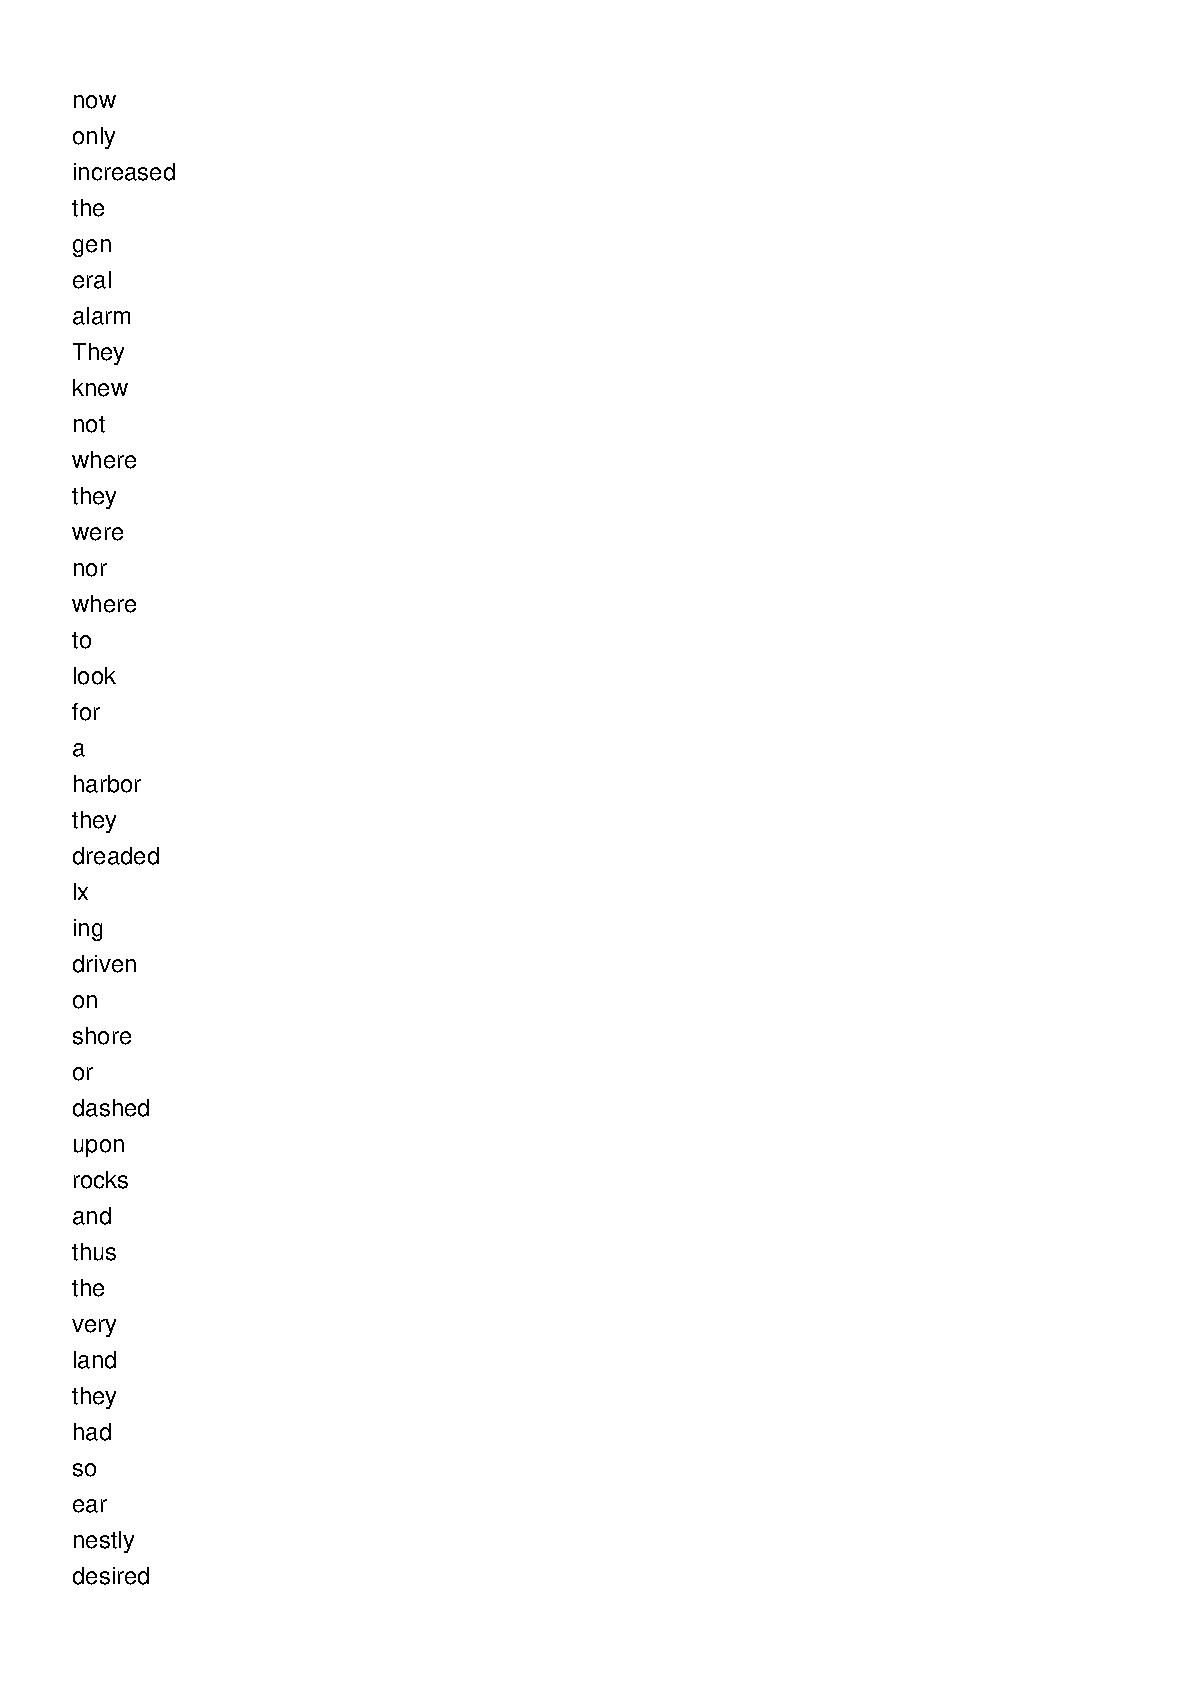 now
only
increased
the
gen
eral
alarm
They
knew
not
where
they
were
nor
where
to
look
for
a
harbor
they
dreaded
lx
ing
driven
on
shore
or
dashed
upon
rocks
and
thus
the
very
land
they
had
so
ear
nestly
desired